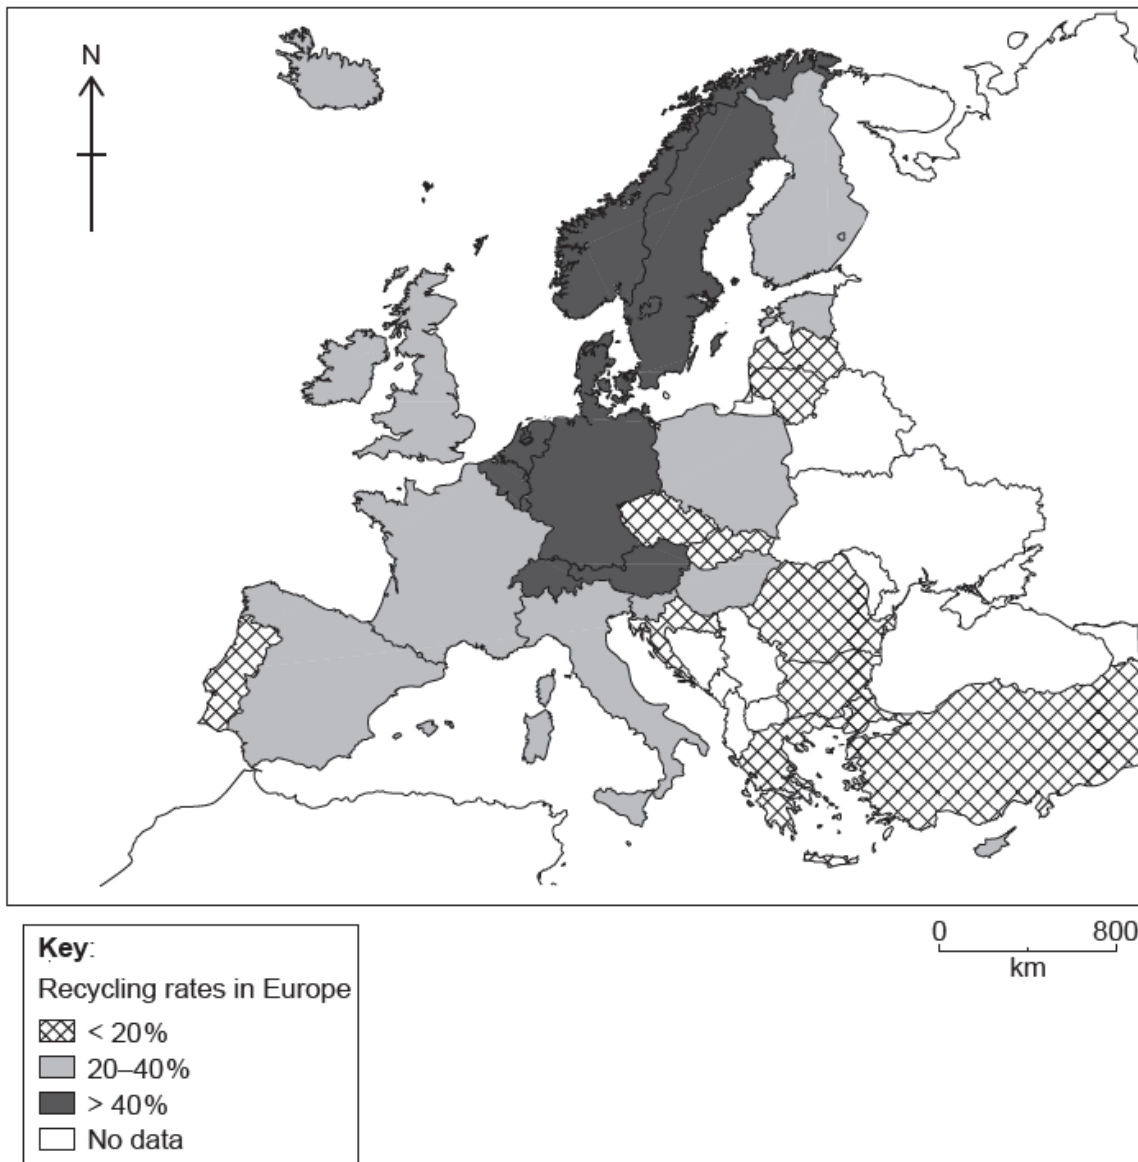 N
0 800
km
Key:
Recycling rates in Europe
< 20%
20–40%
> 40%
No data